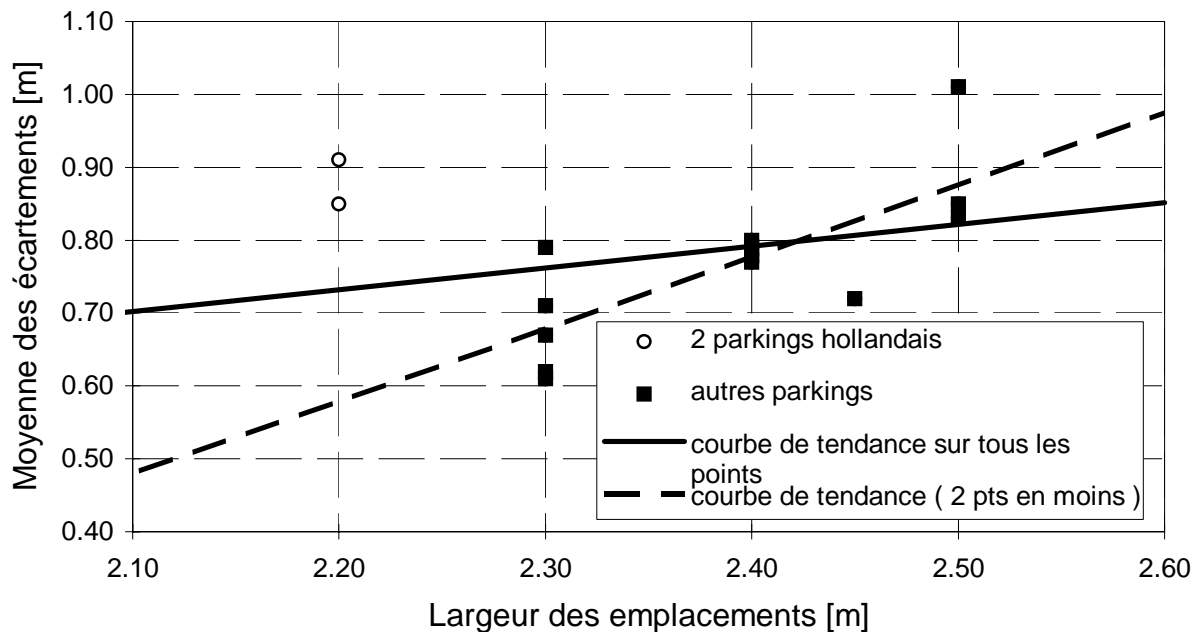 Moyenne des écartements [m]
1.10
1.00
0.90
0.80
0.70
0.60
0.50
0.40
2 parkings hollandais
autres parkings
courbe de tendance sur tous les
points
courbe de tendance ( 2 pts en moins )
2.10 2.20 2.30 2.40 2.50 2.60
Largeur des emplacements [m]